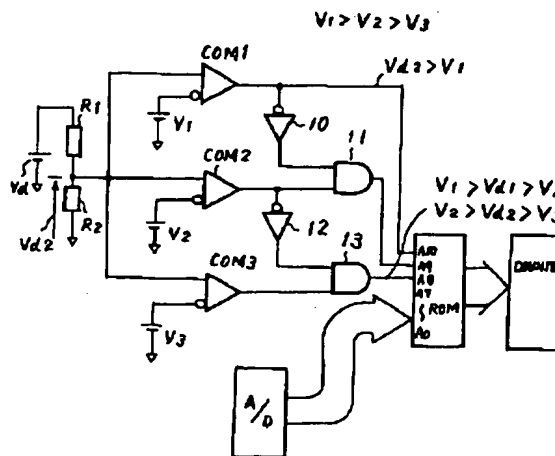 V1 > V2 > V3
COM1
Vd2 > V1
R1
V1
10
11
COM2
Vd
R2
Vd2
V2
12
13
V1 > Vd1 > V2
V2 > Vd2 > V3
COM3
V3
A10
A9
A8
A7
ROM
A0
A/D